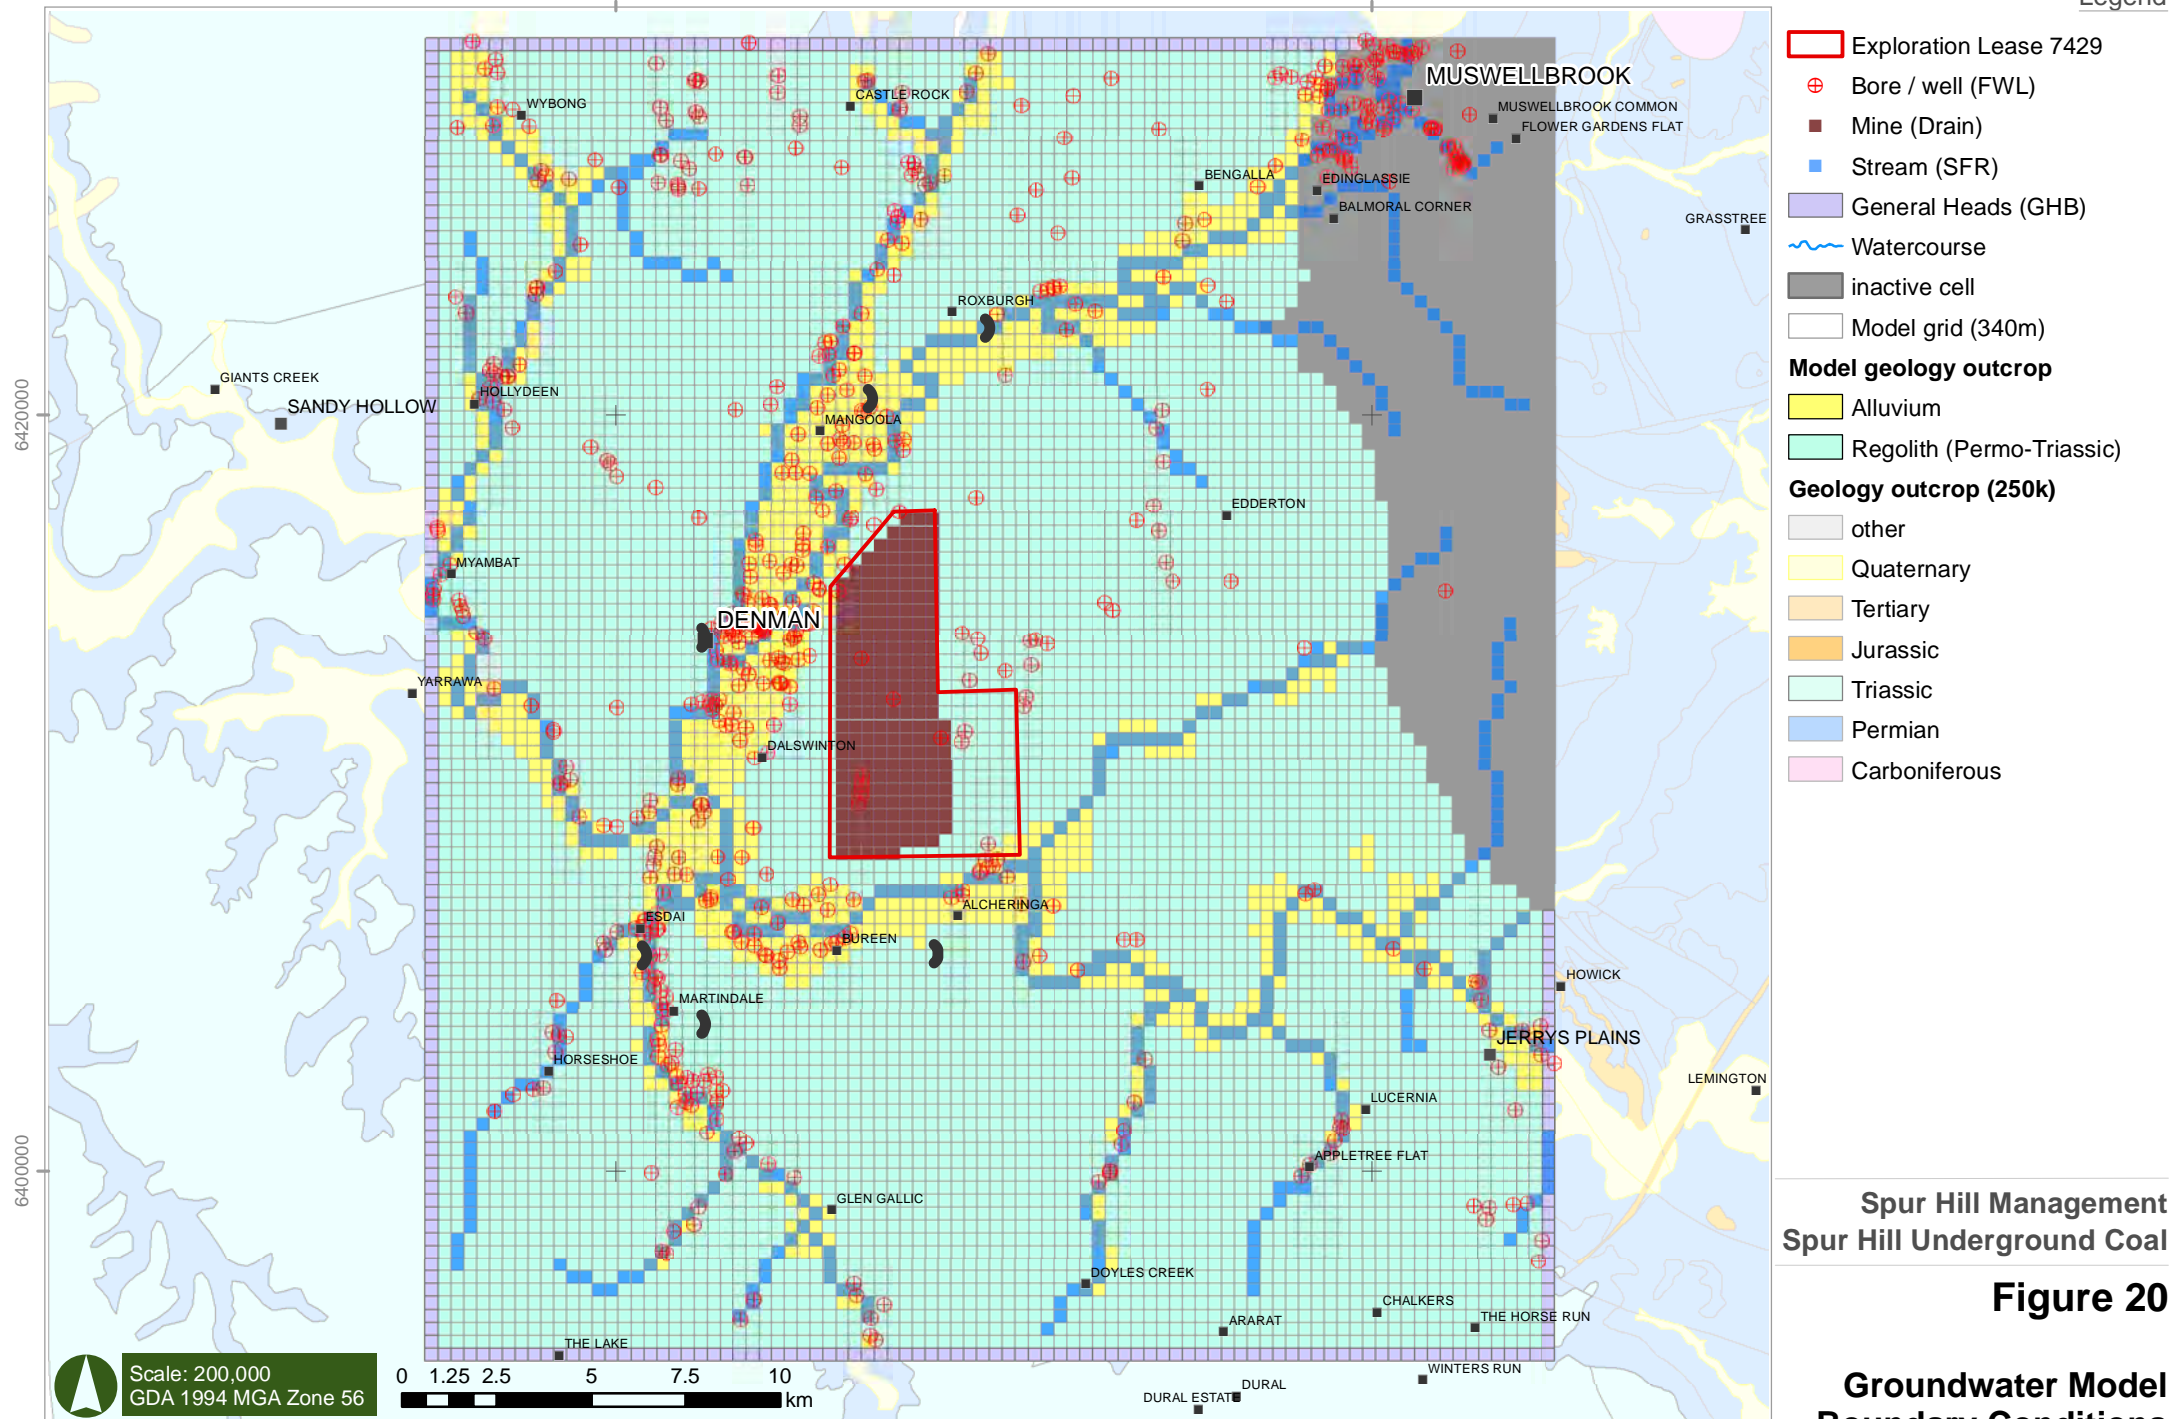 Legend
Exploration Lease 7429
Bore / well (FWL)
Mine (Drain)
Stream (SFR)
General Heads (GHB)
Watercourse
inactive cell
Model grid (340m)
Model geology outcrop
Alluvium
Regolith (Permo-Triassic)
Geology outcrop (250k)
other
Quaternary
Tertiary
Jurassic
Triassic
Permian
Carboniferous
MUSWELLBROOK
MUSWELLBROOK COMMON
FLOWER GARDENS FLAT
WYBONG
CASTLE ROCK
BENGALLA
EDINGLASSIE
BALMORAL CORNER
GRASSTREE
ROXBURGH
GIANTS CREEK
SANDY HOLLOW
HOLLYDEEN
MANGOOLA
6420000
EDDERTON
MYAMBAT
DENMAN
YARRAWA
DALSWINTON
ALCHERINGA
ESDAI
BUREEN
HOWICK
MARTINDALE
JERRYS PLAINS
HORSESHOE
LEMINGTON
LUCERNIA
APPLETREE FLAT
6400000
GLEN GALLIC
DOYLES CREEK
CHALKERS
THE HORSE RUN
ARARAT
THE LAKE
WINTERS RUN
DURAL
DURAL ESTATE
Scale: 200,000
GDA 1994 MGA Zone 56
0 1.25 2.5 5 7.5 10
km
Spur Hill Management
Spur Hill Underground Coal
Figure 20
Groundwater Model
Boundary Conditions